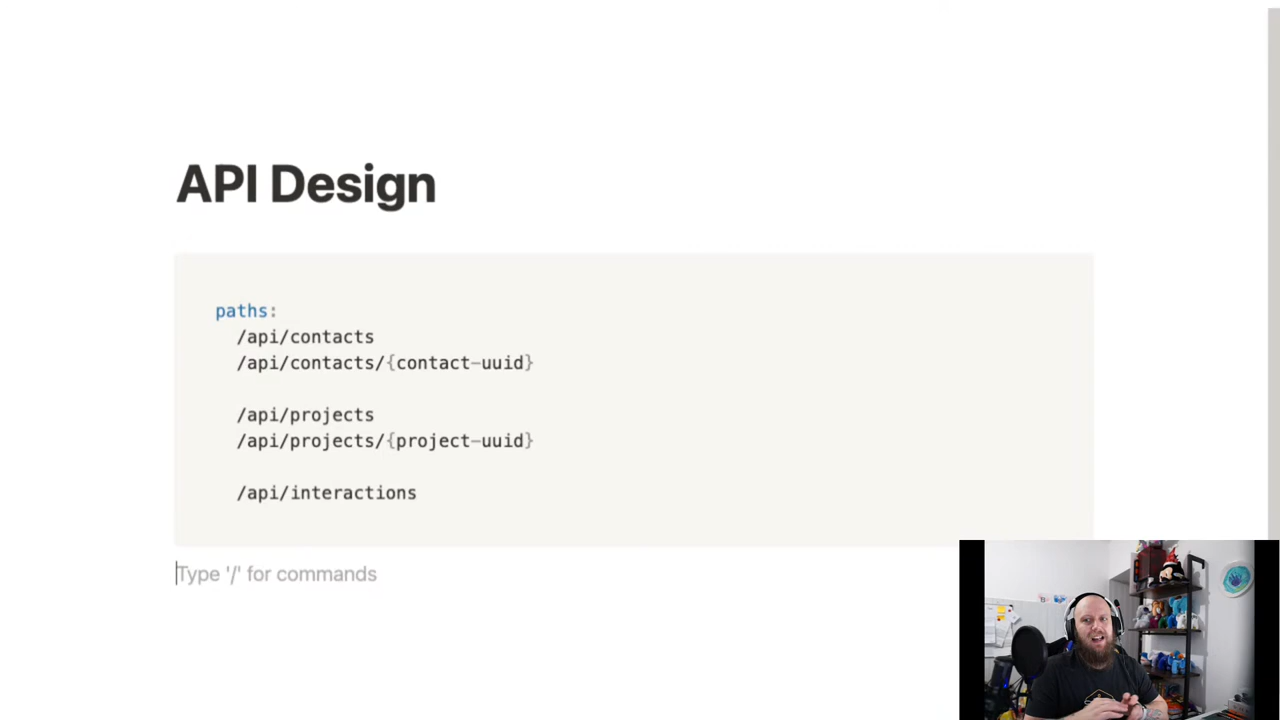 API Design
paths:
/api/contacts
/api/contacts/{contact-uuid}
/api/projects
/api/projects/{project-uuid}
/api/interactions
Type '/' for commands